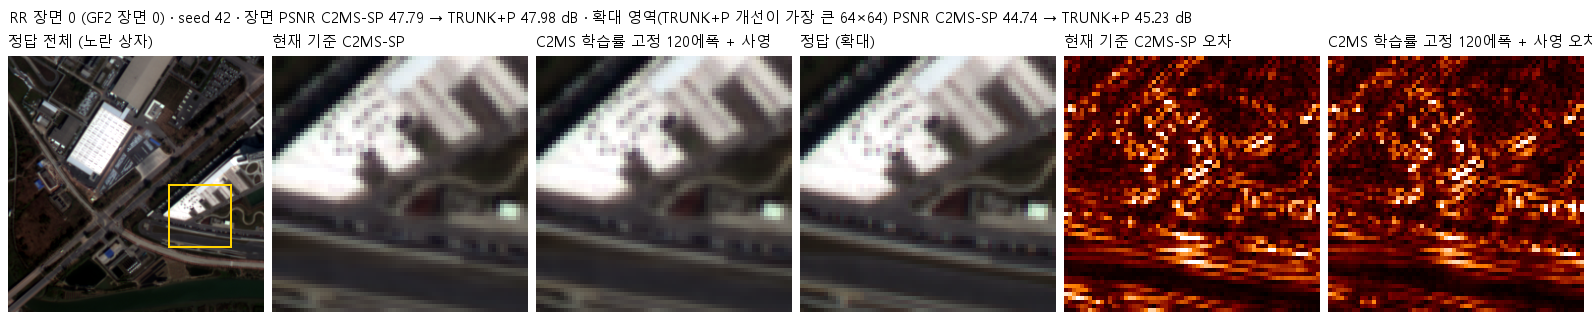 RR 장면 0 (GF2 장면 0) · seed 42 · 장면 PSNR C2MS-SP 47.79 → TRUNK+P 47.98 dB · 확대 영역(TRUNK+P 개선이 가장 큰 64×64) PSNR C2MS-SP 44.74 → TRUNK+P 45.23 dB
정답 전체 (노란 상자)
현재 기준 C2MS-SP
C2MS 학습률 고정 120에폭 + 사영
정답 (확대)
현재 기준 C2MS-SP 오차
C2MS 학습률 고정 120에폭 + 사영 오차